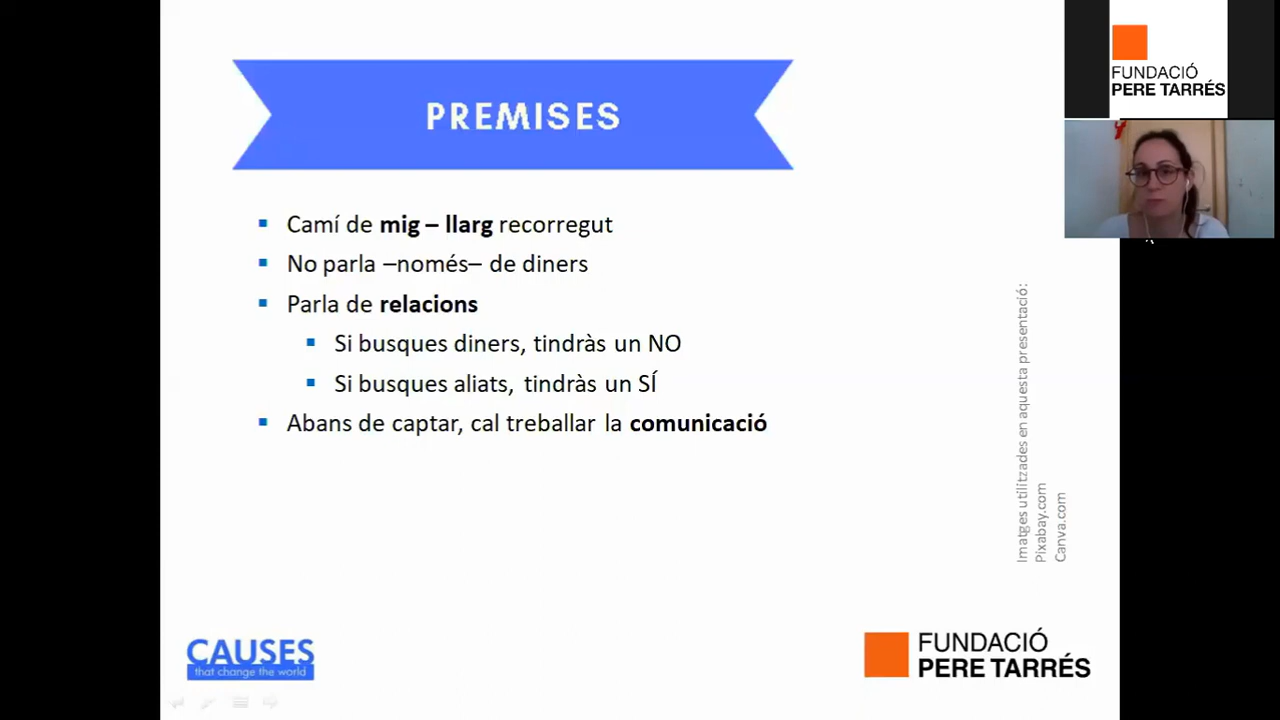 PREMISES
Camí de mig – llarg recorregut
No parla –només– de diners
Parla de relacions
Si busques diners, tindràs un NO
Si busques aliats, tindràs un SÍ
Abans de captar, cal treballar la comunicació
Imatges utilitzades en aquesta presentació:
Pixabay.com
Canva.com
CAUSES
that change the world
FUNDACIÓ
PERE TARRÉS
FUNDACIÓ
PERE TARRÉS